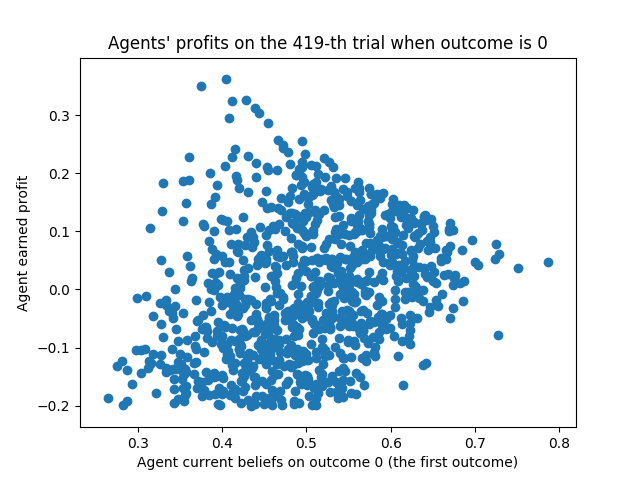 Agents' profits on the 419-th trial when outcome is 0
Agent earned profit
0.3
0.2
0.1
0.0
−0.1
−0.2
0.3 0.4 0.5 0.6 0.7 0.8
Agent current beliefs on outcome 0 (the first outcome)